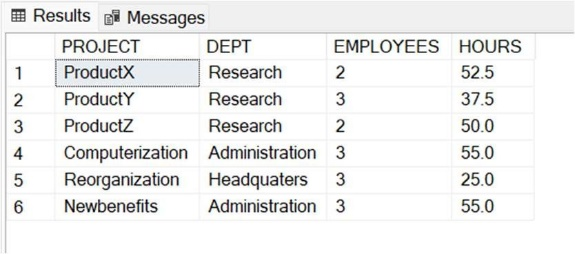 Results Messages
PROJECT DEPT EMPLOYEES HOURS
1 ProductX Research 2 52.5
2 ProductY Research 3 37.5
3 ProductZ Research 2 50.0
4 Computerization Administration 3 55.0
5 Reorganization Headquaters 3 25.0
6 Newbenefits Administration 3 55.0